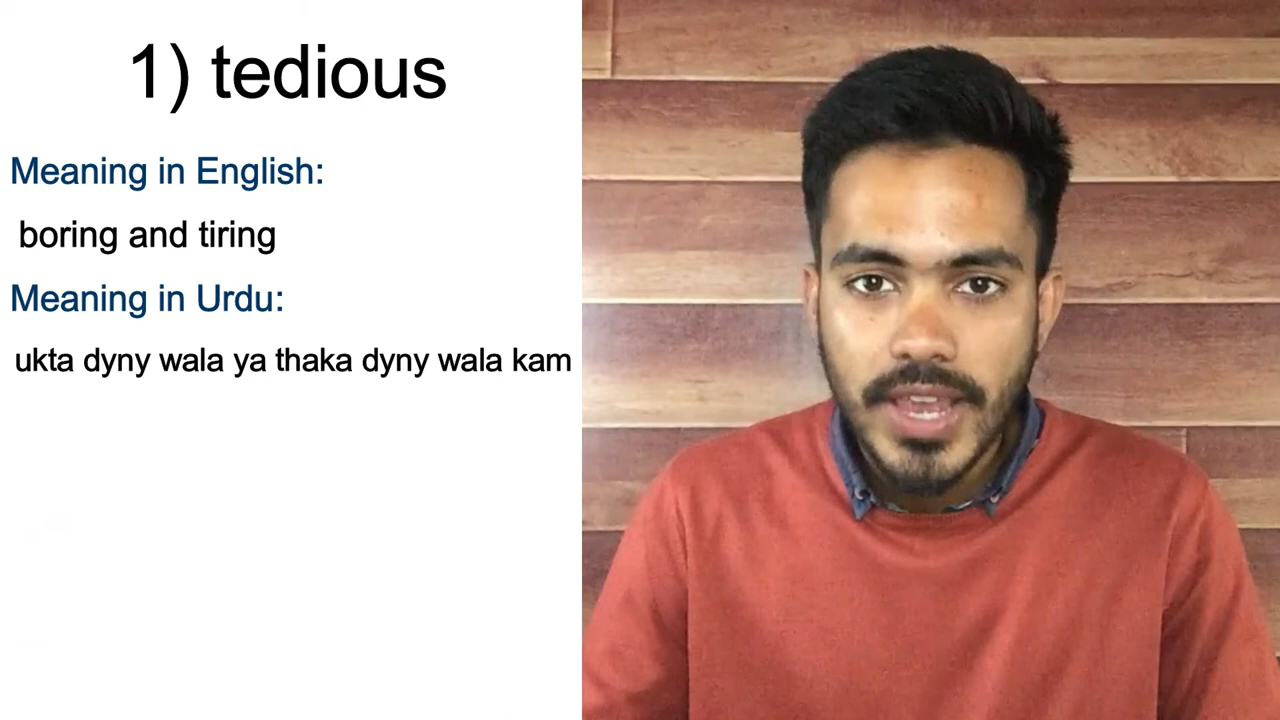 1) tedious
Meaning in English:
boring and tiring
Meaning in Urdu:
ukta dyny wala ya thaka dyny wala kam